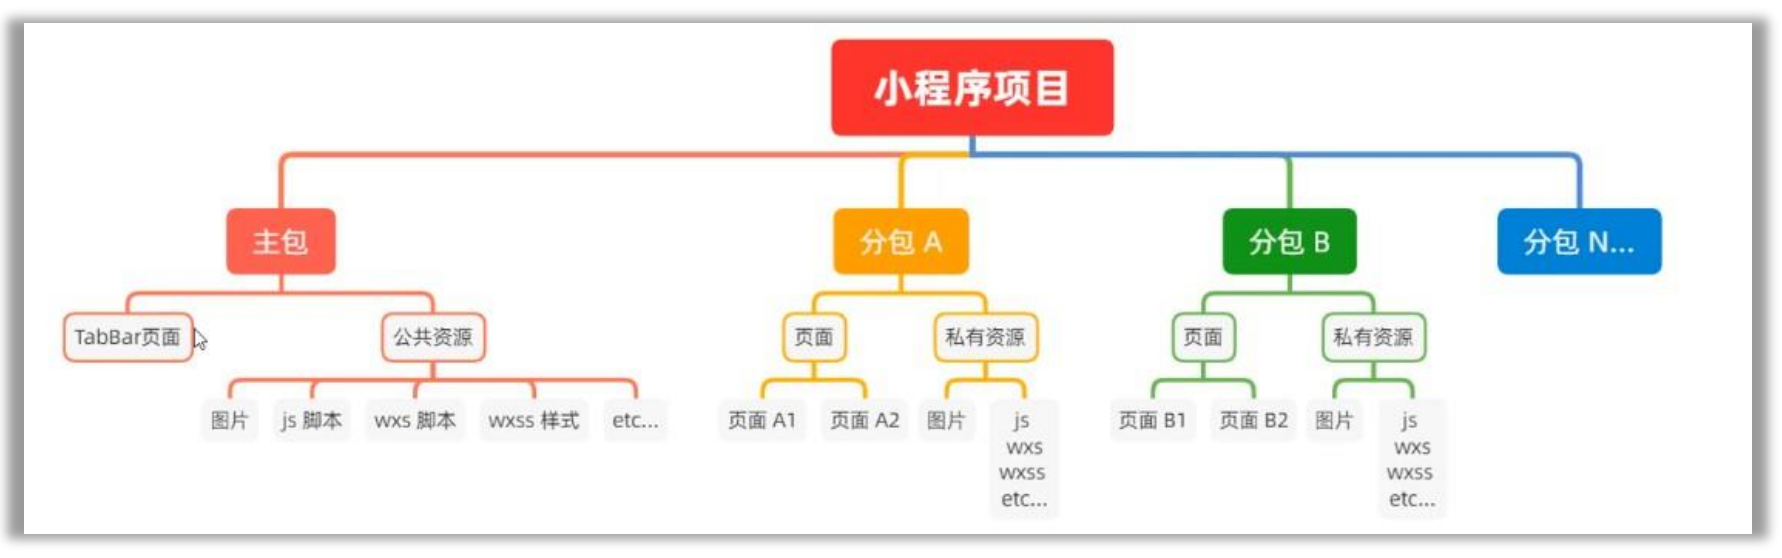 小程序项目
主包
分包 A
分包 B
分包 N...
TabBar页面
公共资源
页面
私有资源
页面
私有资源
图片
js 脚本
wxs 脚本
wxss 样式
etc...
页面 A1
页面 A2
图片
js
wxs
wxss
etc...
页面 B1
页面 B2
图片
js
wxs
wxss
etc...